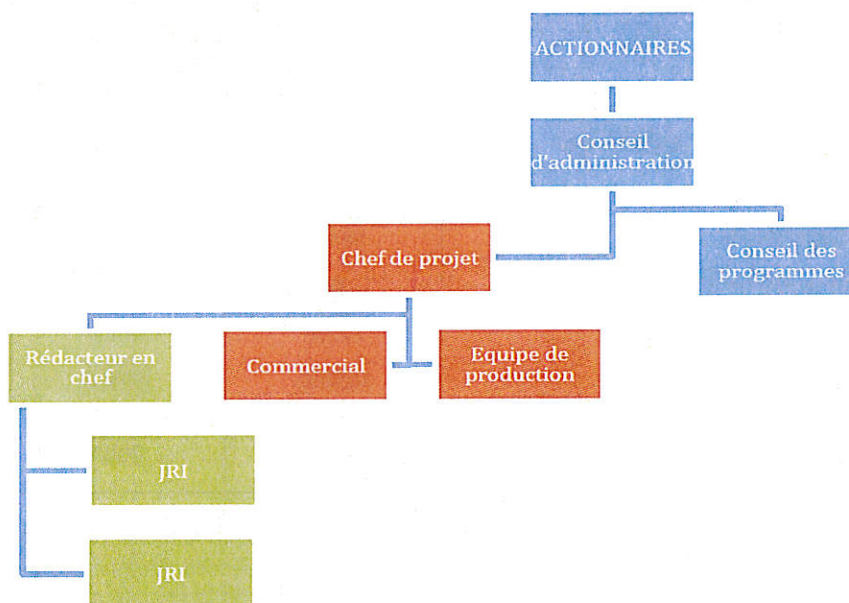 ACTIONNAIRES
Conseil
d'administration
Chef de projet
Conseil des
programmes
Rédacteur en
chef
Commercial
Equipe de
production
JRI
JRI